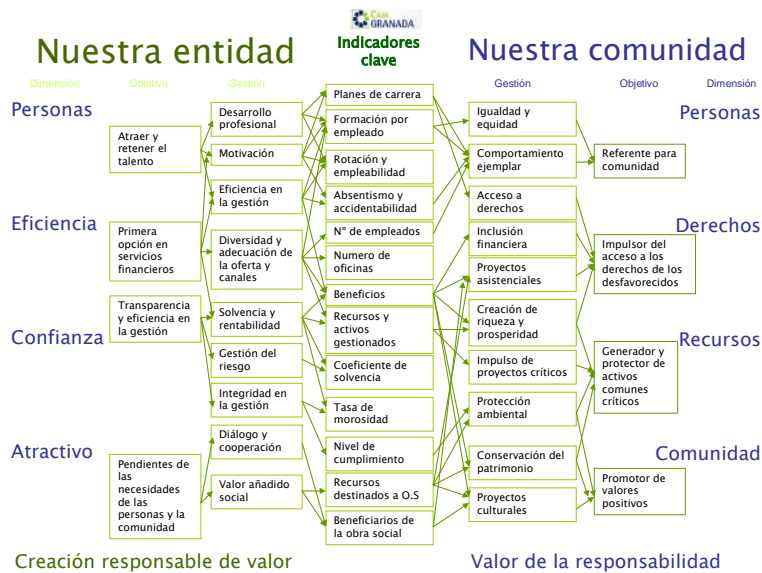 CAJA
GRANADA
Nuestra entidad
Indicadores
clave
Nuestra comunidad
Dimensión
Objetivo
Gestión
Gestión
Objetivo
Dimensión
Personas
Eficiencia
Confianza
Atractivo
Atraer y
retener el
talento
Primera
opción en
servicios
financieros
Transparencia
y eficiencia en
la gestión
Pendientes de
las
necesidades
de las
personas y la
comunidad
Desarrollo
profesional
Motivación
Eficiencia en
la gestión
Diversidad y
adecuación de
la oferta y
canales
Solvencia y
rentabilidad
Gestión del
riesgo
Integridad en
la gestión
Diálogo y
cooperación
Valor añadido
social
Planes de carrera
Formación por
empleado
Rotación y
empleabilidad
Absentismo y
accidentabilidad
Nº de empleados
Numero de
oficinas
Beneficios
Recursos y
activos
gestionados
Coeficiente de
solvencia
Tasa de
morosidad
Nivel de
cumplimiento
Recursos
destinados a O.S
Beneficiarios de
la obra social
Igualdad y
equidad
Comportamiento
ejemplar
Acceso a
derechos
Inclusión
financiera
Proyectos
asistenciales
Creación de
riqueza y
prosperidad
Impulso de
proyectos críticos
Protección
ambiental
Conservación del
patrimonio
Proyectos
culturales
Referente para
comunidad
Impulsor del
acceso a los
derechos de los
desfavorecidos
Generador y
protector de
activos
comunes
críticos
Promotor de
valores
positivos
Personas
Derechos
Recursos
Comunidad
Creación responsable de valor
Valor de la responsabilidad